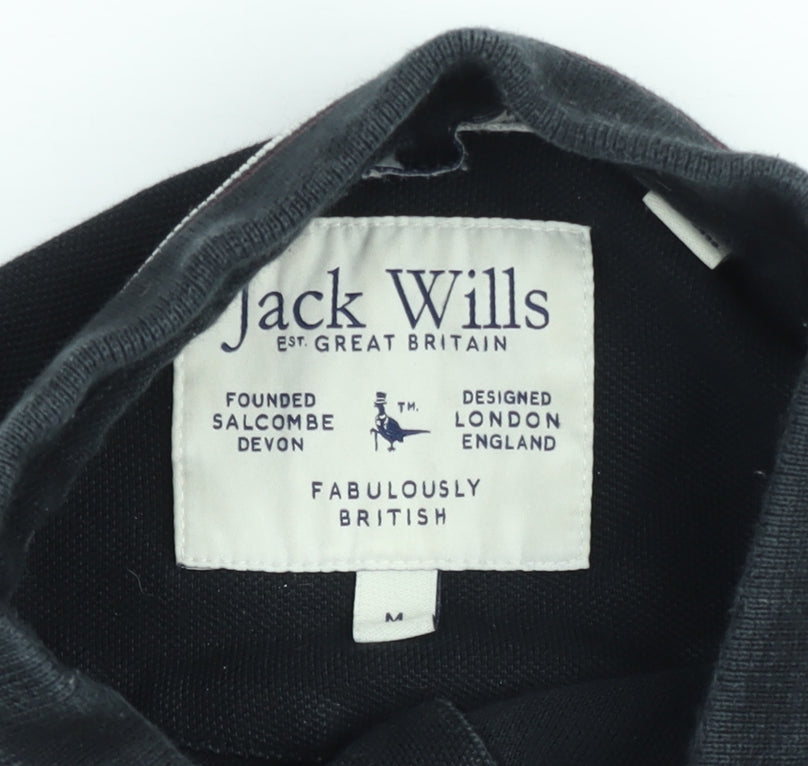 Jack Wills
EST. GREAT BRITAIN
FOUNDED
SALCOMBE
DEVON
TM.
DESIGNED
LONDON
ENGLAND
FABULOUSLY
BRITISH
M